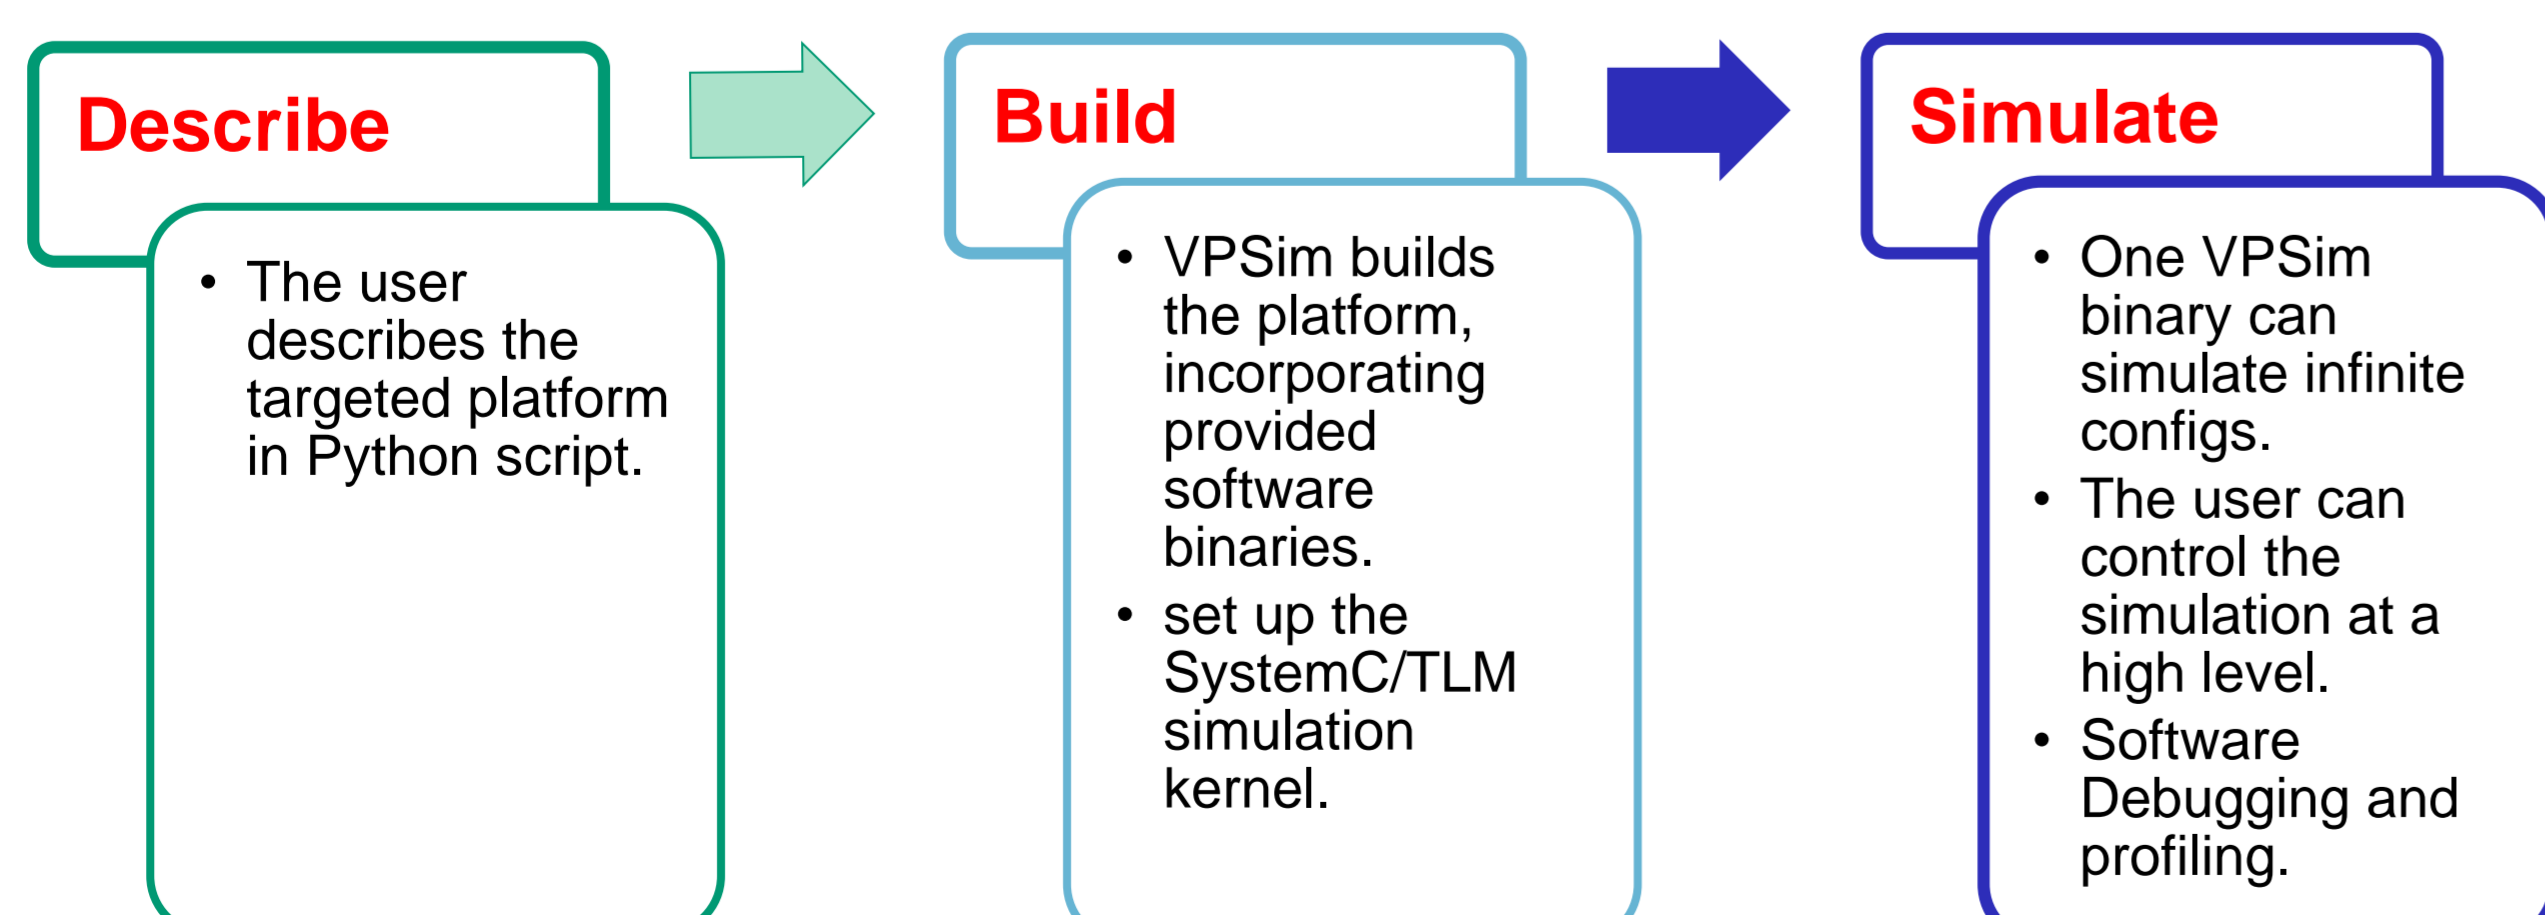 Describe
• The user
describes the
targeted platform
in Python script.
Build
• VPSim builds
the platform,
incorporating
provided
software
binaries.
• set up the
SystemC/TLM
simulation
kernel.
Simulate
• One VPSim
binary can
simulate infinite
configs.
• The user can
control the
simulation at a
high level.
• Software
Debugging and
profiling.